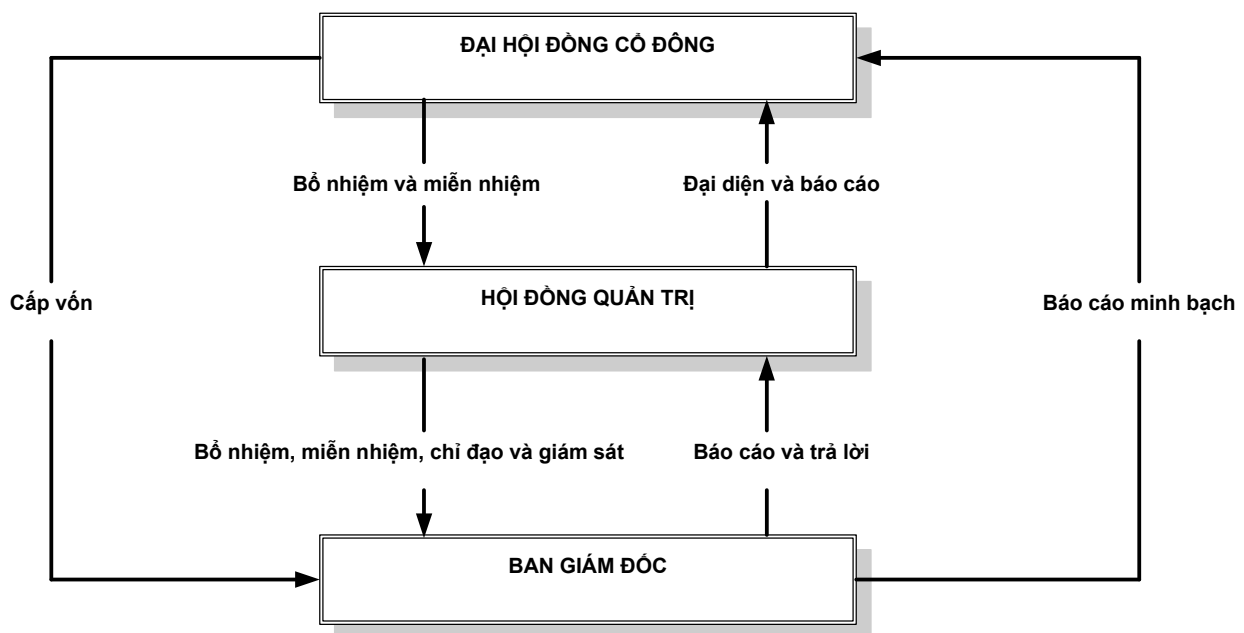 ĐẠI HỘI ĐỒNG CỔ ĐÔNG
Bổ nhiệm và miễn nhiệm
Đại diện và báo cáo
HỘI ĐỒNG QUẢN TRỊ
Cấp vốn
Báo cáo minh bạch
Bổ nhiệm, miễn nhiệm, chỉ đạo và giám sát
Báo cáo và trả lời
BAN GIÁM ĐỐC